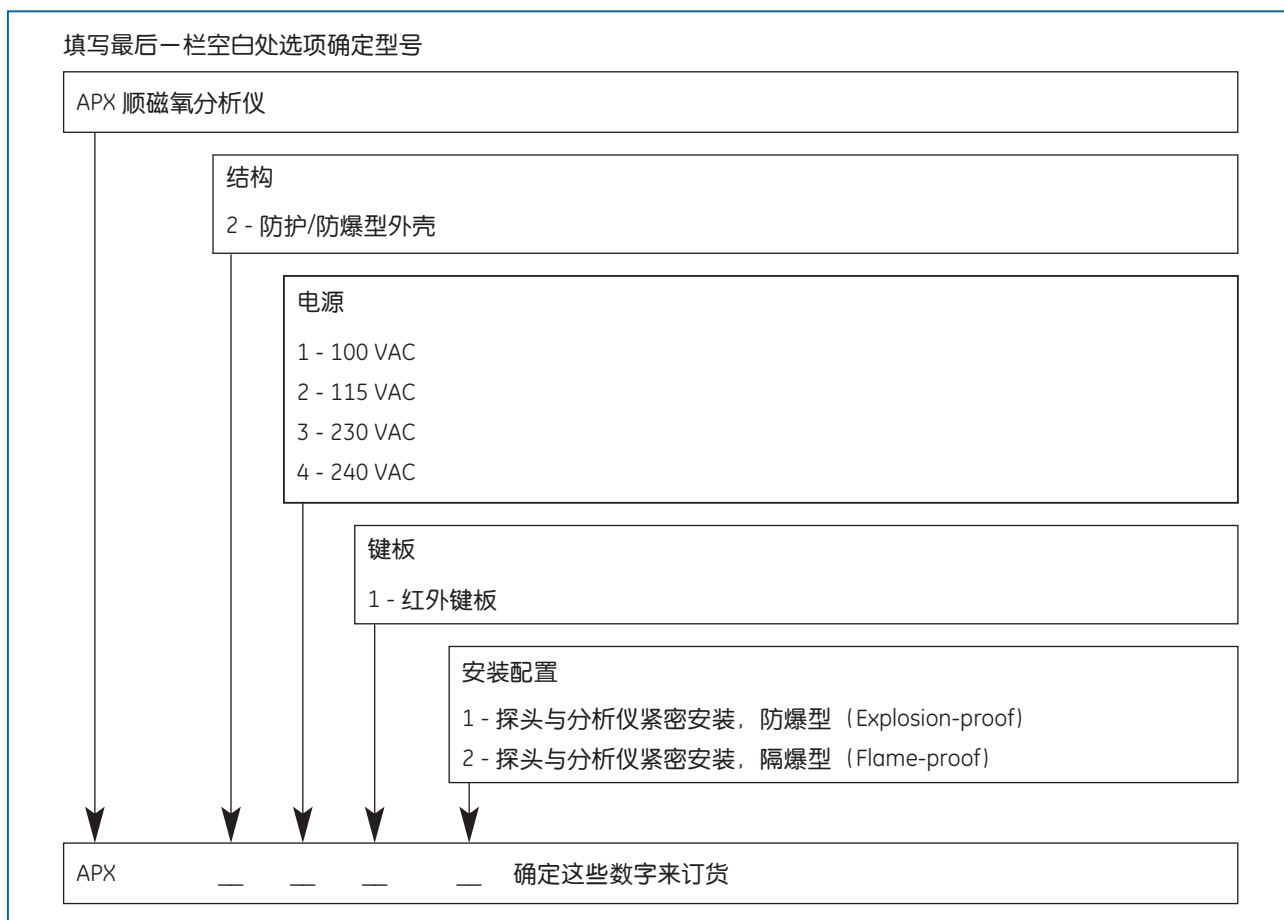 填写最后一栏空白处选项确定型号
APX 顺磁氧分析仪
结构
2 - 防护/防爆型外壳
电源
1 - 100 VAC
2 - 115 VAC
3 - 230 VAC
4 - 240 VAC
键板
1 - 红外键板
安装配置
1 - 探头与分析仪紧密安装，防爆型（Explosion-proof）
2 - 探头与分析仪紧密安装，隔爆型（Flame-proof）
APX __ __ __ __ 确定这些数字来订货